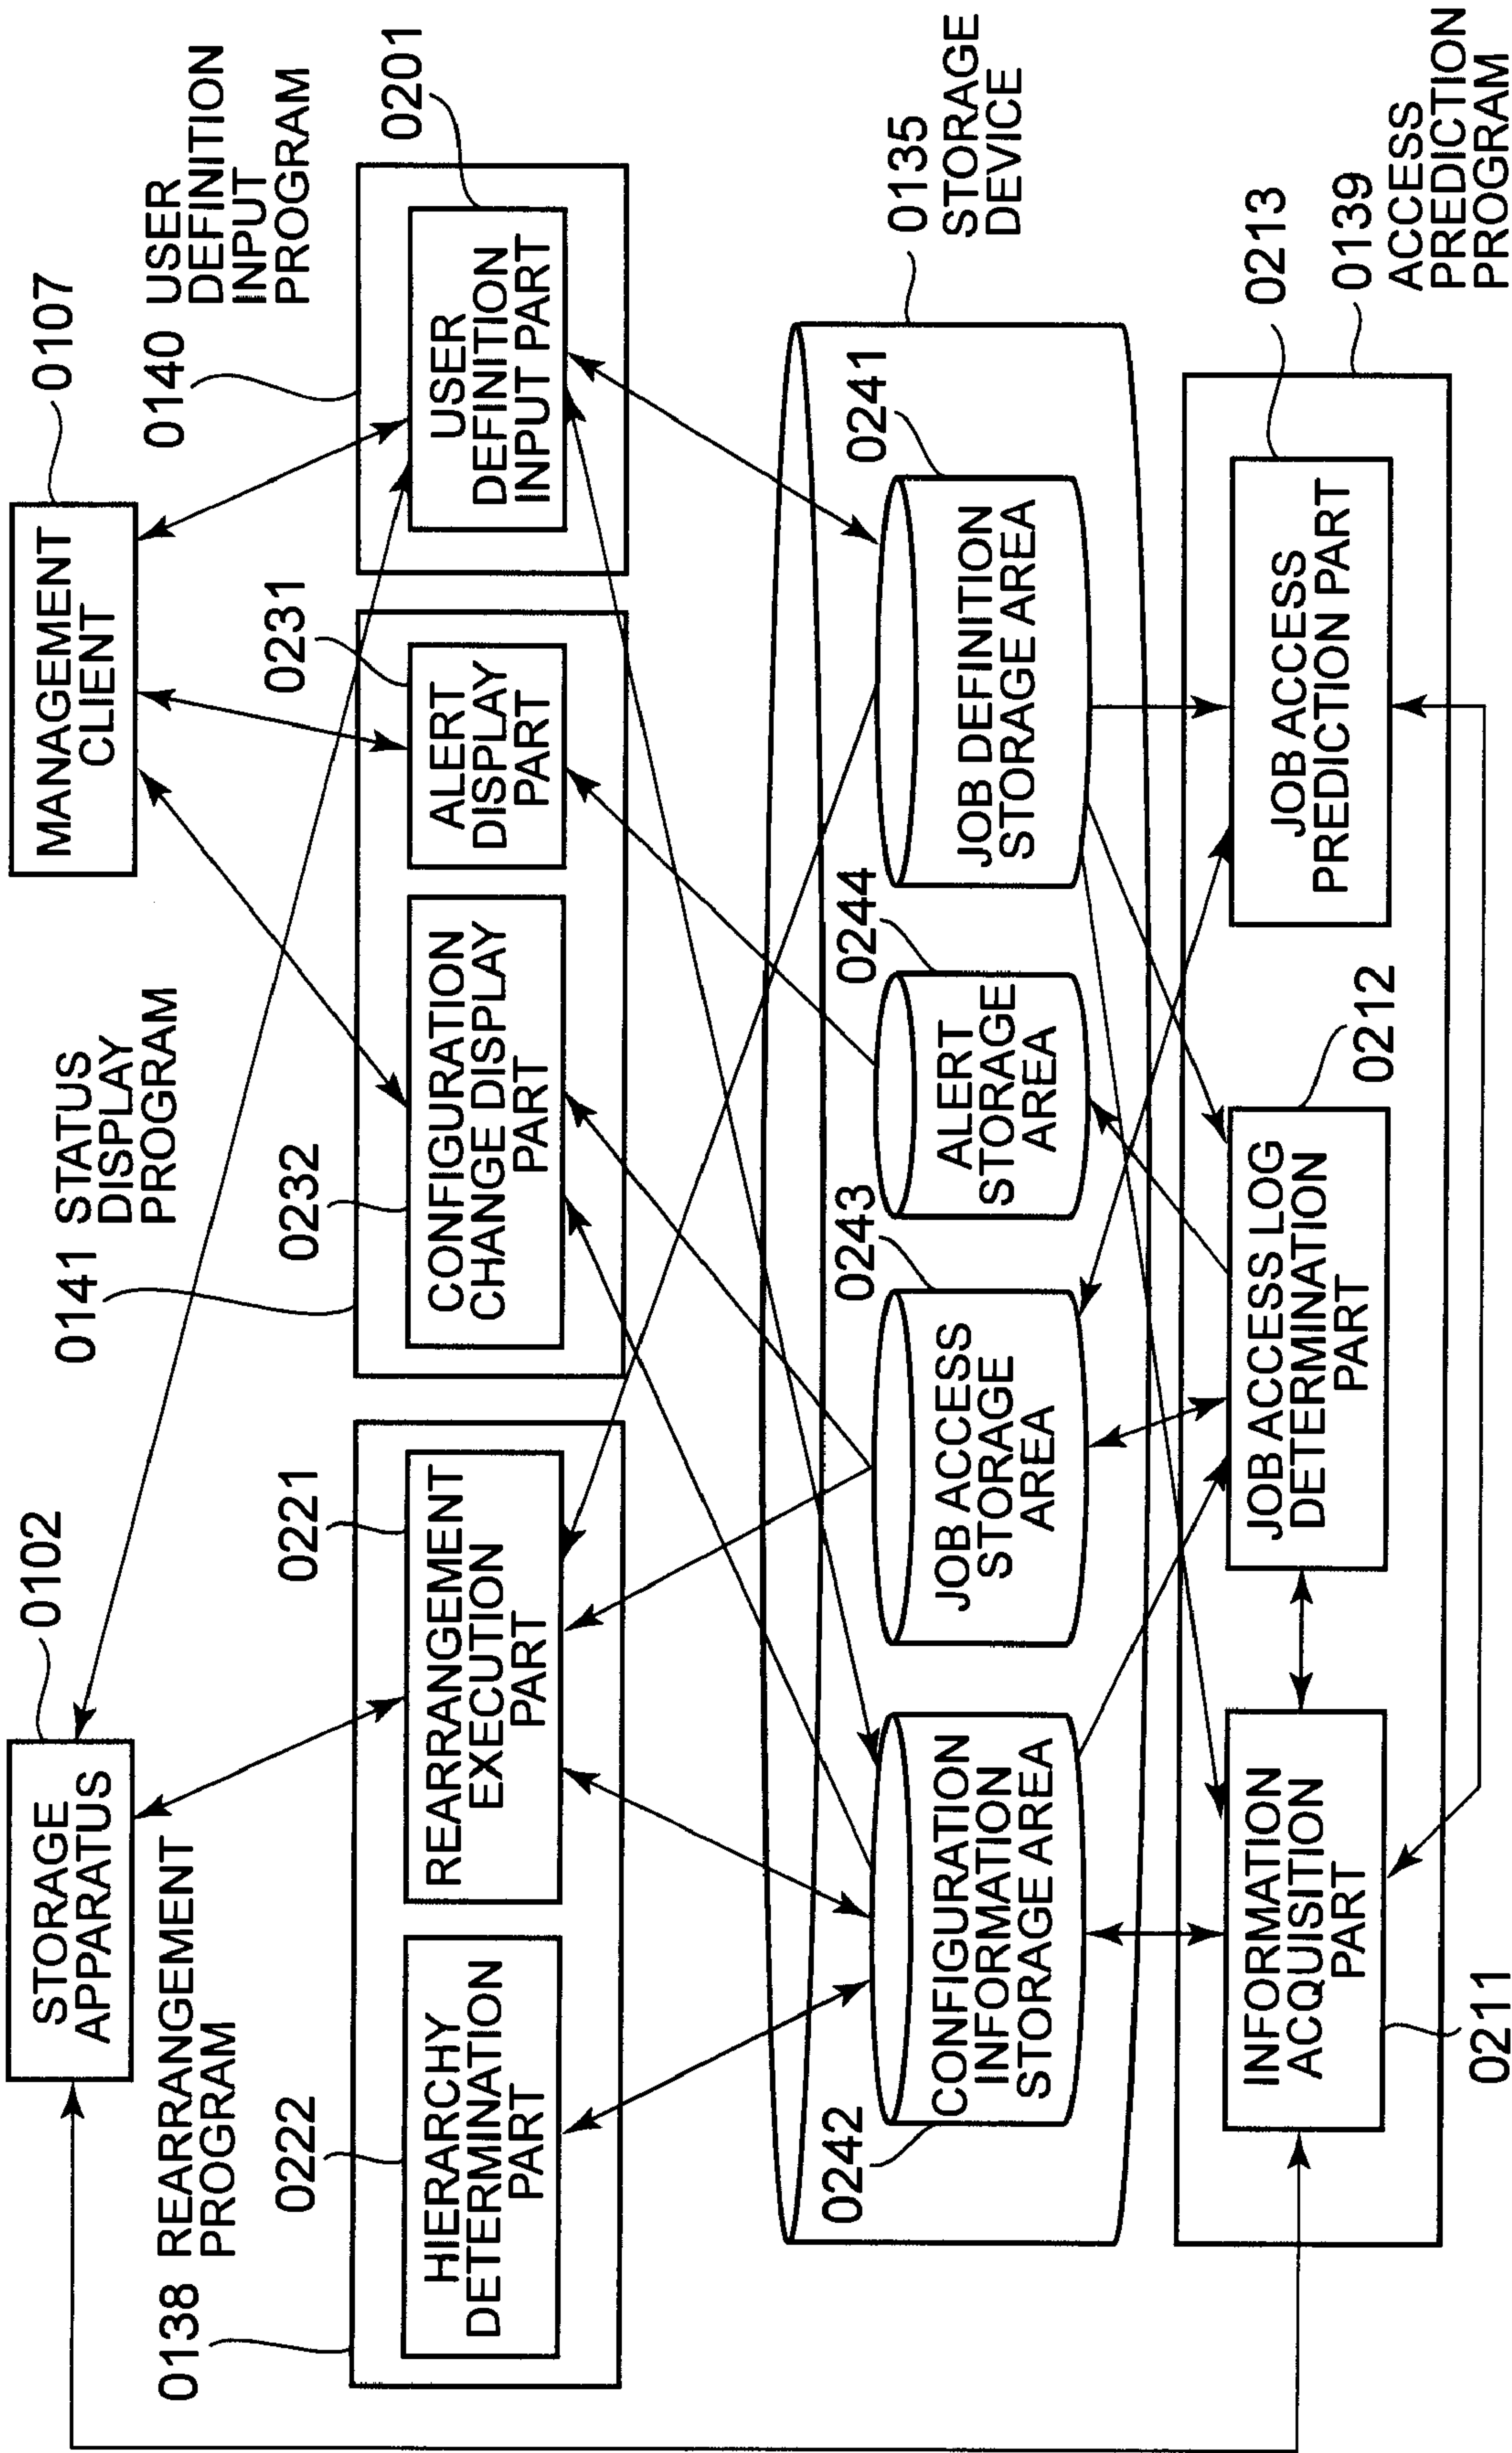 STORAGE
APPARATUS
0102
MANAGEMENT
CLIENT
0107
0138 REARRANGEMENT
PROGRAM
0222
HIERARCHY
DETERMINATION
PART
0221
REARRANGEMENT
EXECUTION
PART
0141 STATUS
DISPLAY
PROGRAM
0232
CONFIGURATION
CHANGE DISPLAY
PART
0231
ALERT
DISPLAY
PART
0140 USER
DEFINITION
INPUT
PROGRAM
0201
USER
DEFINITION
INPUT PART
0135
STORAGE
DEVICE
0242
CONFIGURATION
INFORMATION
STORAGE AREA
0243
JOB ACCESS
STORAGE
AREA
0244
ALERT
STORAGE
AREA
0241
JOB DEFINITION
STORAGE AREA
INFORMATION
ACQUISITION
PART
0211
JOB ACCESS LOG
DETERMINATION
PART
0212
JOB ACCESS
PREDICTION PART
0213
0139
ACCESS
PREDICTION
PROGRAM